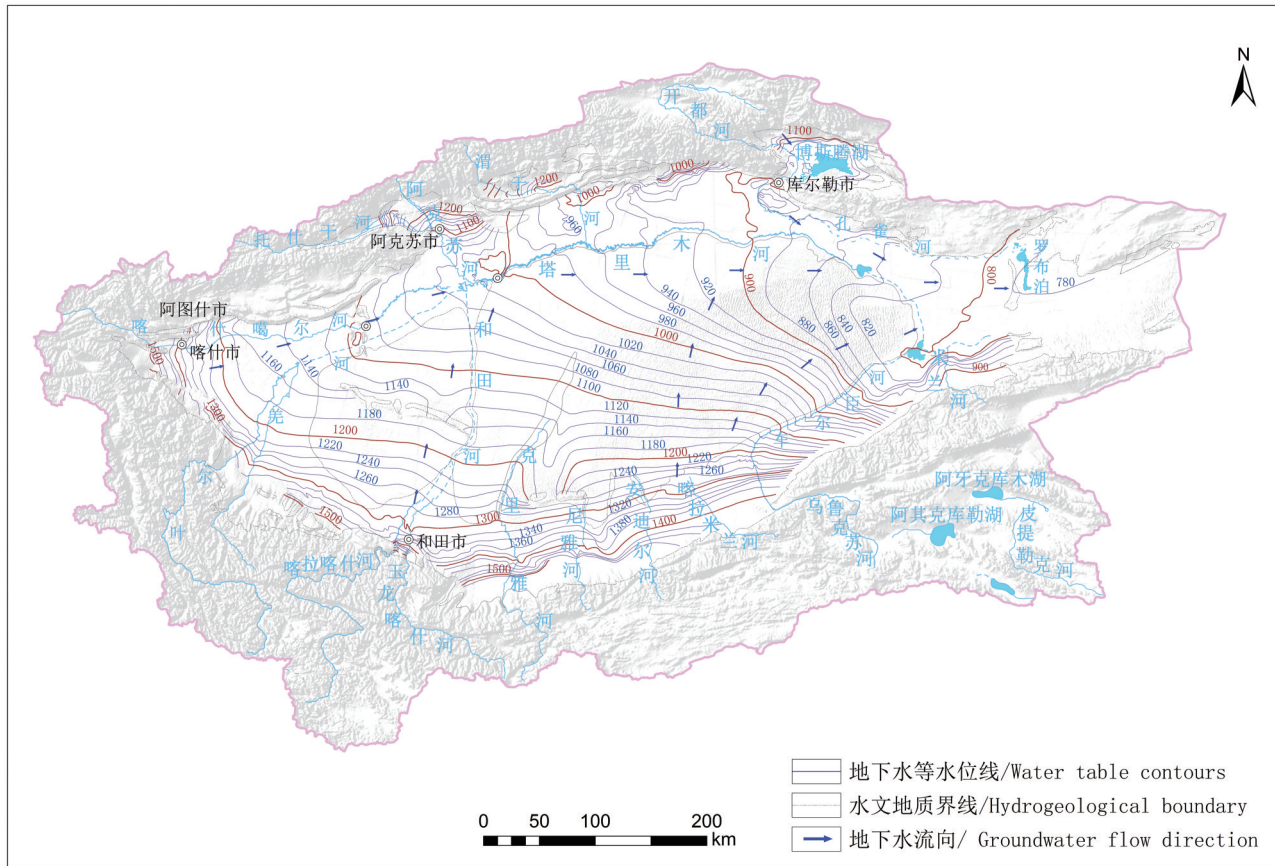 N
开都河
博斯腾湖
1100
库尔勒市
渭干河
1200
1000
1000
960
阿克苏河
1200
1100
阿克苏市
托什干河
孔雀河
罗布泊
800
780
塔里木河
920
900
940
960
980
1000
880
860
840
820
1020
1040
1060
1080
1100
1120
1140
1160
1180
1200
1220
1240
1260
阿图什市
喀什市
喀什噶尔河
1160
1140
1140
1180
1200
1220
1240
1260
1280
1300
1300
1320
1340
1360
1380
1400
1500
1500
和田河
叶尔羌河
和田市
喀拉喀什河
玉龙喀什河
克里雅河
尼雅河
安迪尔河
喀拉米兰河
车尔臣河
米兰河
900
乌鲁克苏河
阿牙克库木湖
阿其克库勒湖
皮提勒克河
地下水等水位线/Water table contours
水文地质界线/Hydrogeological boundary
地下水流向/ Groundwater flow direction
0 50 100 200
km